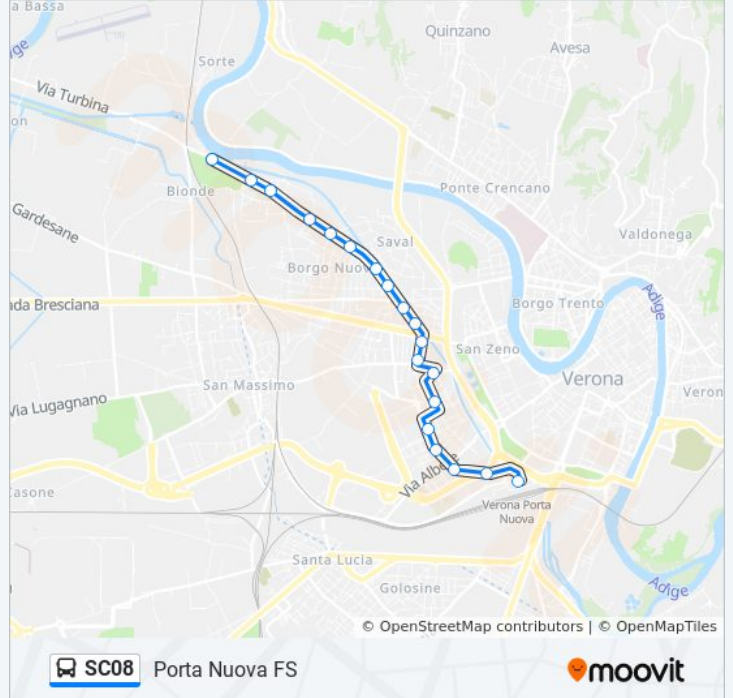 a Bassa
Quinzano
Avesa
ige
Sorte
Via Turbina
on
Ponte Crencano
Bionde
Gardesane
Valdonega
Saval
Borgo Nuovo
Adige
ada Bresciana
Borgo Trento
San Zeno
San Massimo
Verona
Veron
Via Lugagnano
Via Albere
asone
Verona Porta
Nuova
Santa Lucia
Golosine
Adige
© OpenStreetMap contributors | © OpenMapTiles
SC08 Porta Nuova FS
moovit